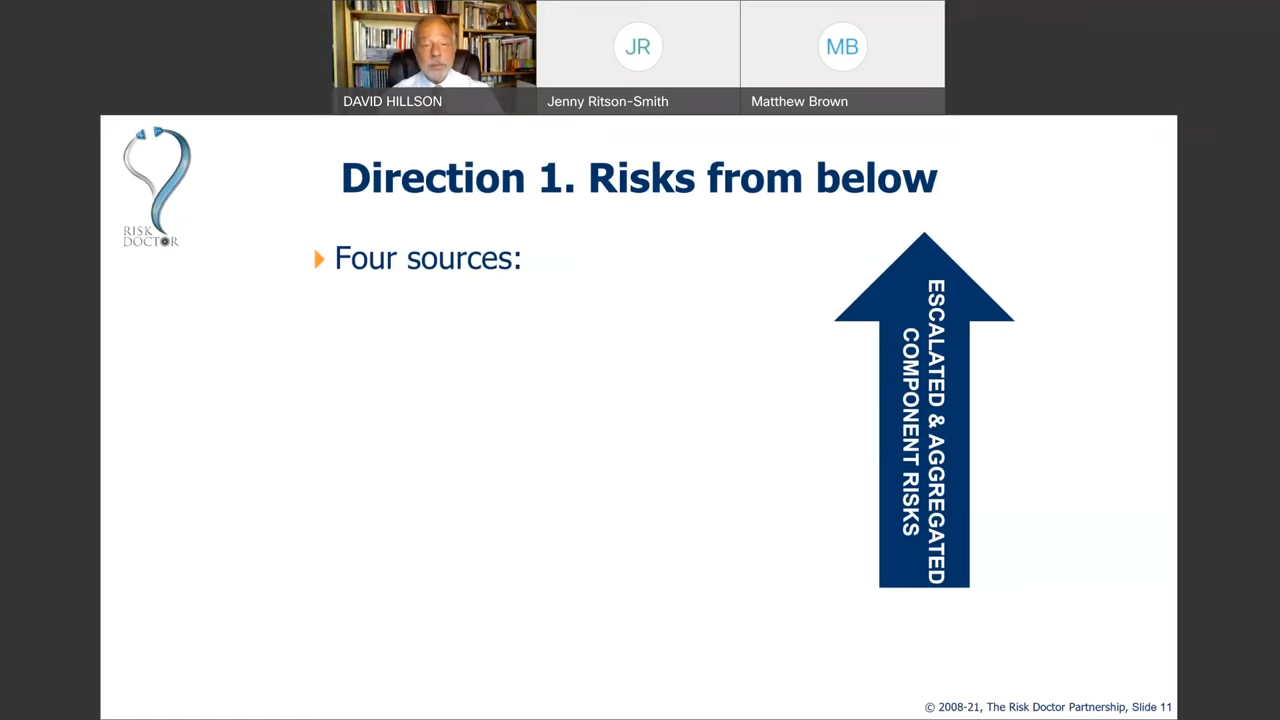 JR
MB
DAVID HILLSON
Jenny Ritson-Smith
Matthew Brown
RISK
DOCTOR
Direction 1. Risks from below
Four sources:
ESCALATED & AGGREGATED
COMPONENT RISKS
© 2008-21, The Risk Doctor Partnership, Slide 11